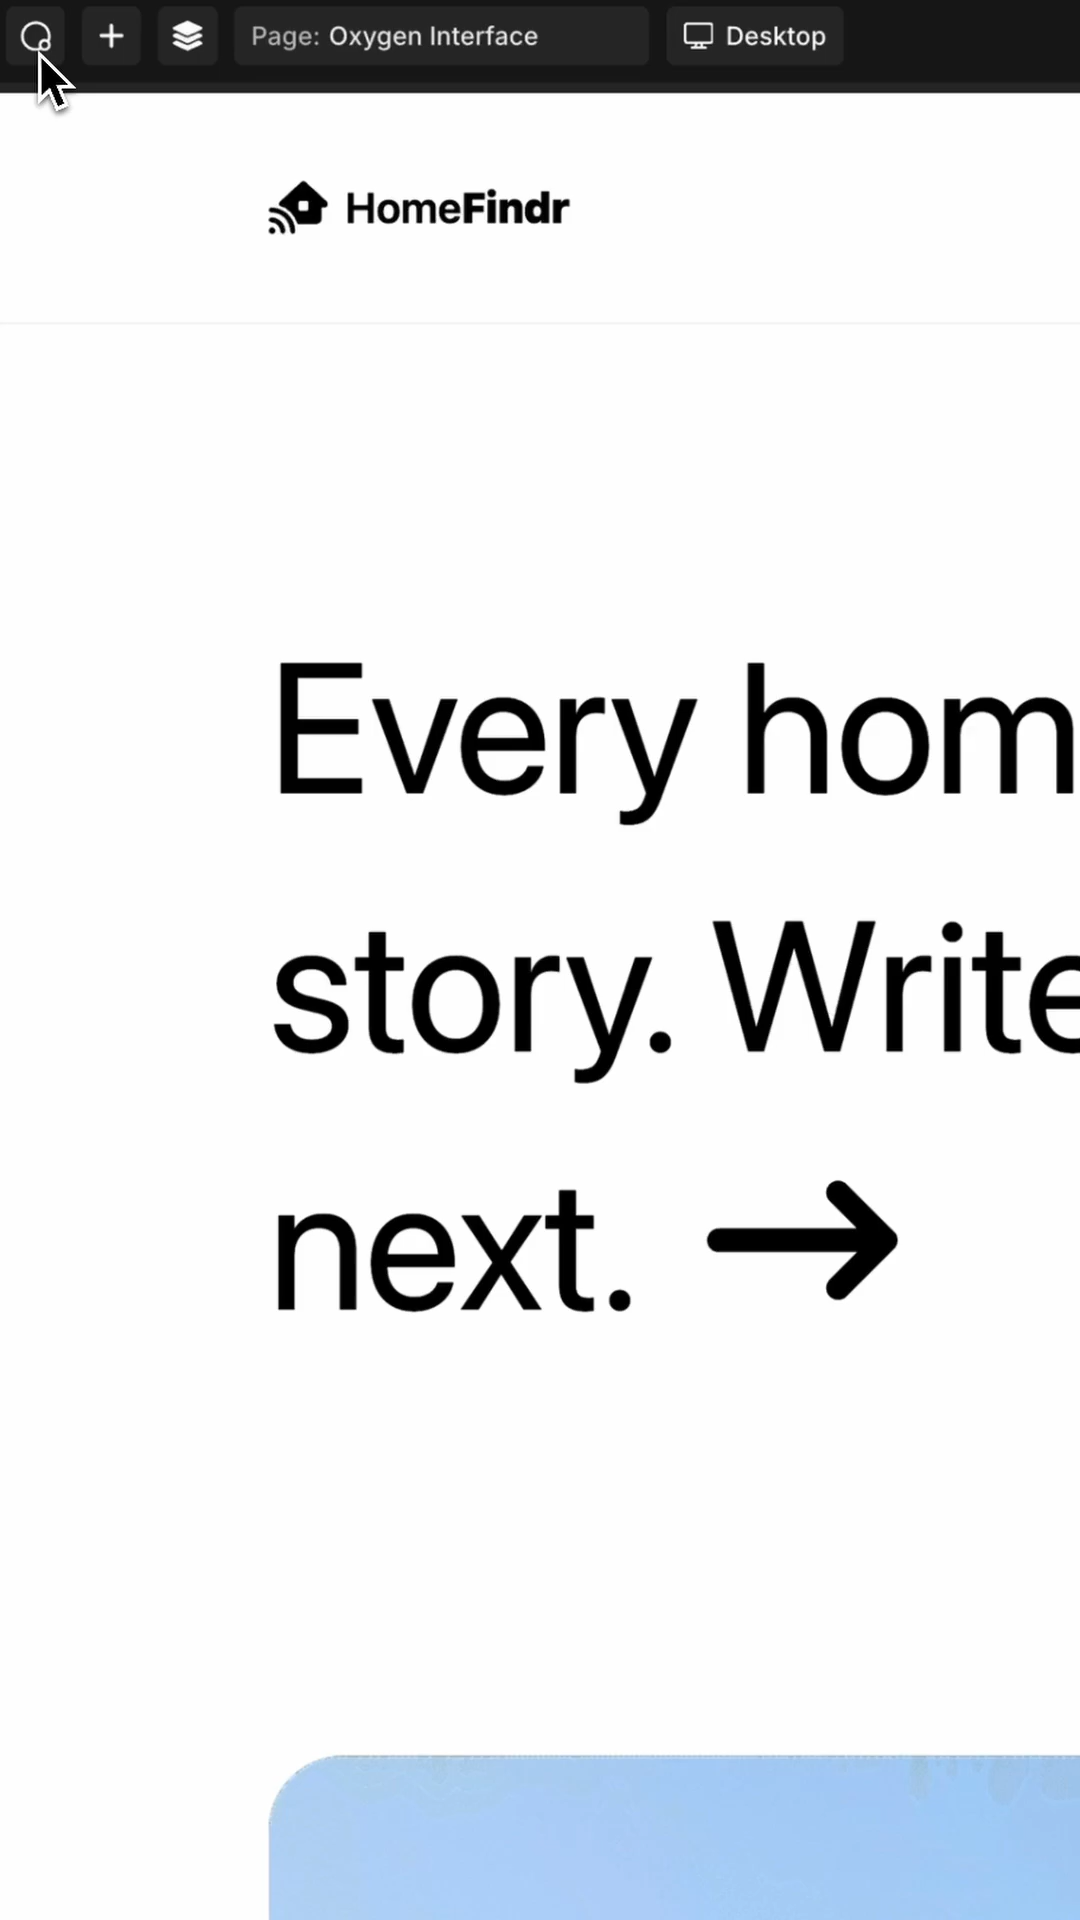 Page: Oxygen Interface
Desktop
HomeFindr
Every hom
story. Write
next. →